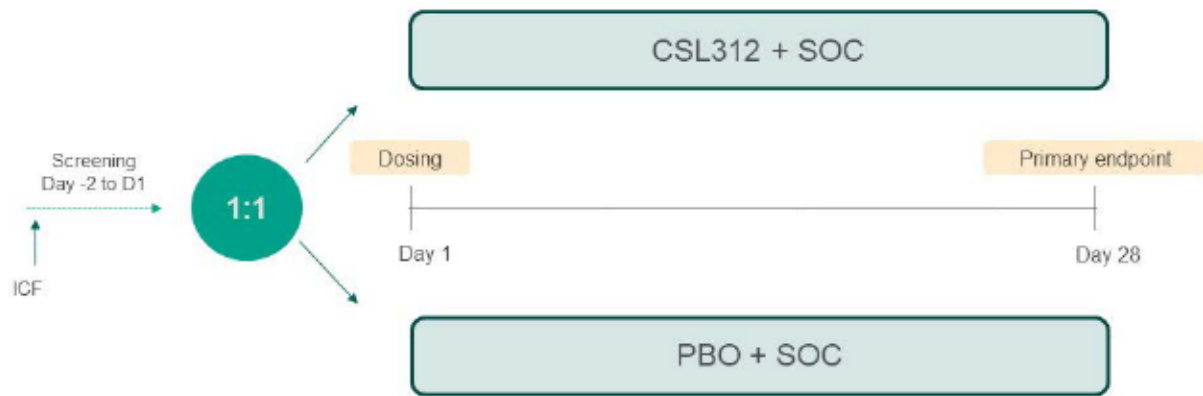 CSL312 + SOC
Screening
Day -2 to D1
ICF
1:1
Dosing
Primary endpoint
Day 1
Day 28
PBO + SOC